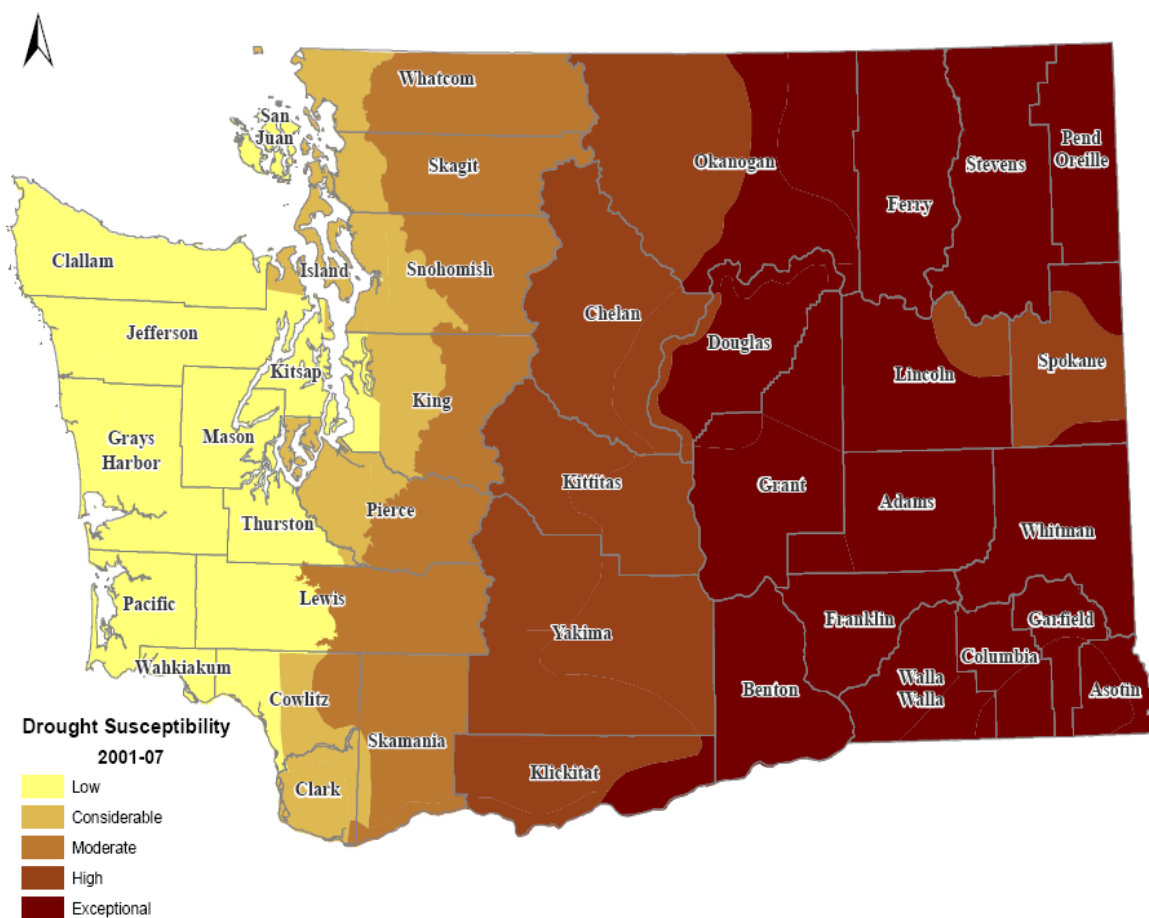 Whatcom
San
Juan
Skagit
Okanogan
Pend
Oreille
Stevens
Ferry
Clallam
Island
Snohomish
Chelan
Jefferson
Douglas
Kitsap
Lincoln
Spokane
King
Grays
Harbor
Mason
Kittitas
Grant
Adams
Pierce
Thurston
Whitman
Pacific
Lewis
Yakima
Franklin
Garfield
Wahkiakum
Columbia
Cowlitz
Benton
Walla
Walla
Asotin
Skamania
Klickitat
Clark
Drought Susceptibility
2001-07
Low
Considerable
Moderate
High
Exceptional